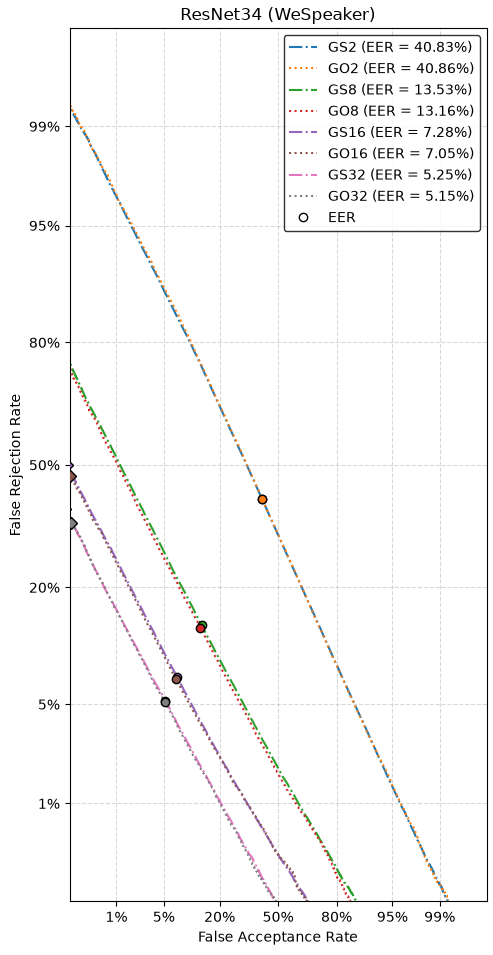 ResNet34 (WeSpeaker)
GS2 (EER = 40.83%)
GO2 (EER = 40.86%)
GS8 (EER = 13.53%)
GO8 (EER = 13.16%)
GS16 (EER = 7.28%)
GO16 (EER = 7.05%)
GS32 (EER = 5.25%)
GO32 (EER = 5.15%)
EER
False Rejection Rate
99%
95%
80%
50%
20%
5%
1%
1% 5% 20% 50% 80% 95% 99%
False Acceptance Rate